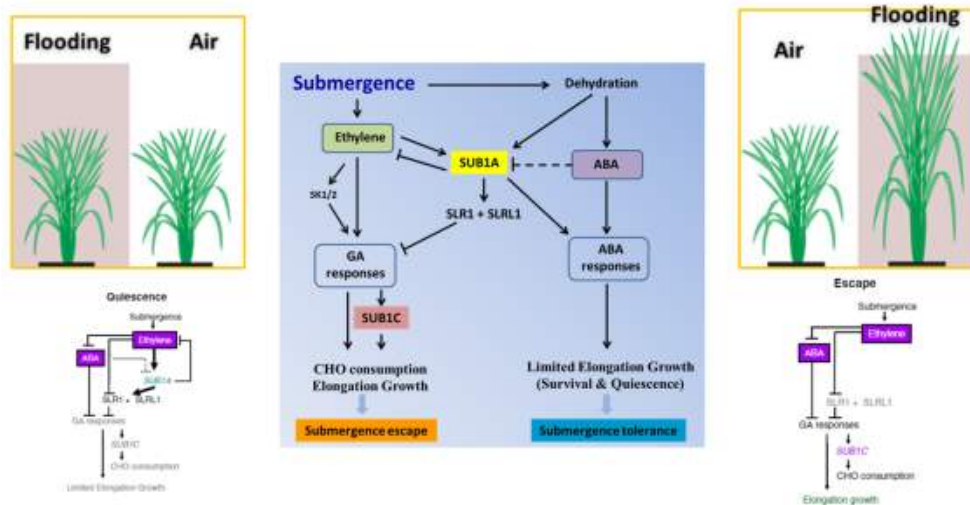 Flooding Air
Quiescence
Submergence
Ethylene
ABA
SUB1A
SLR1 + SLRL1
GA responses
SUB1C
CHO consumption
Limited Elongation Growth
Submergence
Dehydration
Ethylene
SUB1A
ABA
SK1/2
SLR1 + SLRL1
GA
responses
ABA
responses
SUB1C
CHO consumption
Elongation Growth
Limited Elongation Growth
(Survival & Quiescence)
Submergence escape
Submergence tolerance
Flooding
Air
Escape
Submergence
Ethylene
ABA
SLR1 + SLRL1
GA responses
SUB1C
CHO consumption
Elongation growth